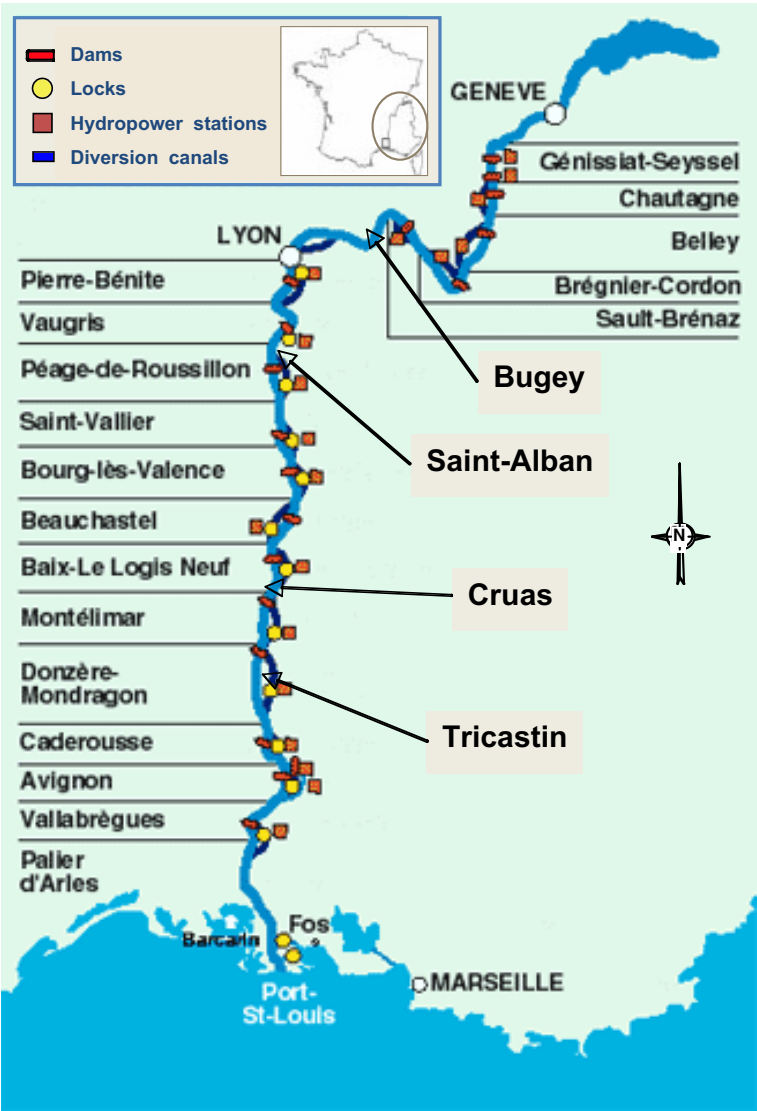 Dams
Locks
Hydropower stations
Diversion canals
GENEVE
Génissiat-Seyssel
Chautagne
Belley
Brégnier-Cordon
Sault-Brénaz
LYON
Pierre-Bénite
Vaugris
Péage-de-Roussillon
Saint-Vallier
Bourg-lès-Valence
Beauchastel
Baix-Le Logis Neuf
Montélimar
Donzère-
Mondragon
Caderousse
Avignon
Vallabrègues
Palier
d'Arles
Bugey
Saint-Alban
Cruas
Tricastin
N
Fos
Barcarin
MARSEILLE
Port-
St-Louis